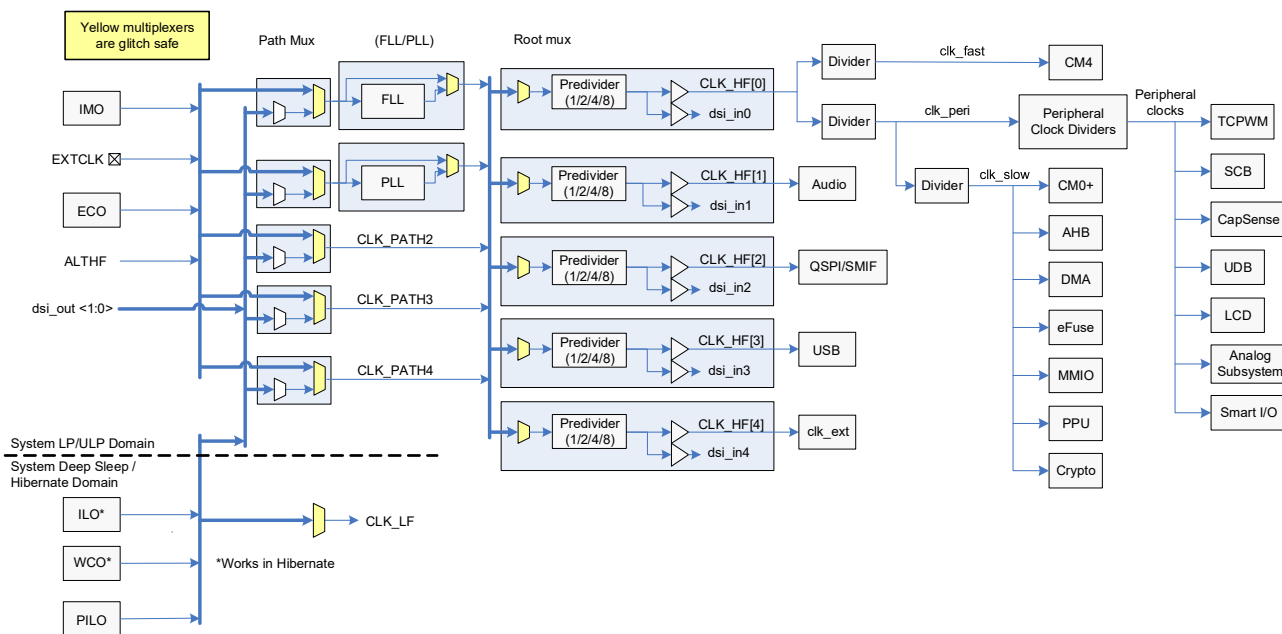 Yellow multiplexers
are glitch safe
Path Mux
(FLL/PLL)
Root mux
IMO
EXTCLK
ECO
ALTHF
dsi_out <1:0>
FLL
PLL
CLK_PATH2
CLK_PATH3
CLK_PATH4
Predivider
(1/2/4/8)
CLK_HF[0]
dsi_in0
Predivider
(1/2/4/8)
CLK_HF[1]
dsi_in1
Audio
Predivider
(1/2/4/8)
CLK_HF[2]
dsi_in2
QSPI/SMIF
Predivider
(1/2/4/8)
CLK_HF[3]
dsi_in3
USB
Predivider
(1/2/4/8)
CLK_HF[4]
dsi_in4
clk_ext
Divider
clk_fast
CM4
Divider
clk_peri
Peripheral
Clock Dividers
Peripheral
clocks
Divider
clk_slow
CM0+
AHB
DMA
eFuse
MMIO
PPU
Crypto
TCPWM
SCB
CapSense
UDB
LCD
Analog
Subsystem
Smart I/O
System LP/ULP Domain
System Deep Sleep /
Hibernate Domain
ILO*
WCO*
PILO
CLK_LF
*Works in Hibernate